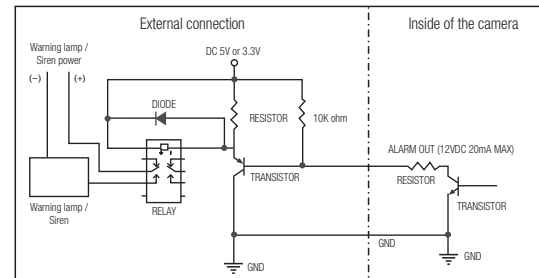 External connection
Inside of the camera
Warning lamp /
Siren power
(−)
(+)
DC 5V or 3.3V
DIODE
RESISTOR
10K ohm
ALARM OUT (12VDC 20mA MAX)
TRANSISTOR
RESISTOR
TRANSISTOR
Warning lamp /
Siren
RELAY
GND
GND
GND